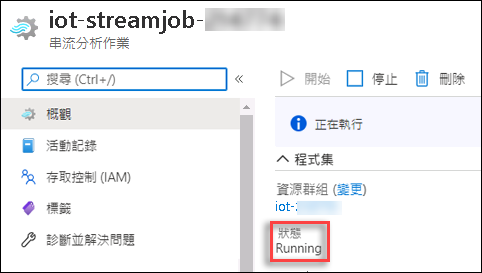 iot-streamjob-
串流分析作業
搜尋 (Ctrl+/)
«
開始
停止
刪除
概觀
正在執行
活動記錄
程式集
存取控制 (IAM)
資源群組 (變更)
iot-
標籤
狀態
Running
診斷並解決問題